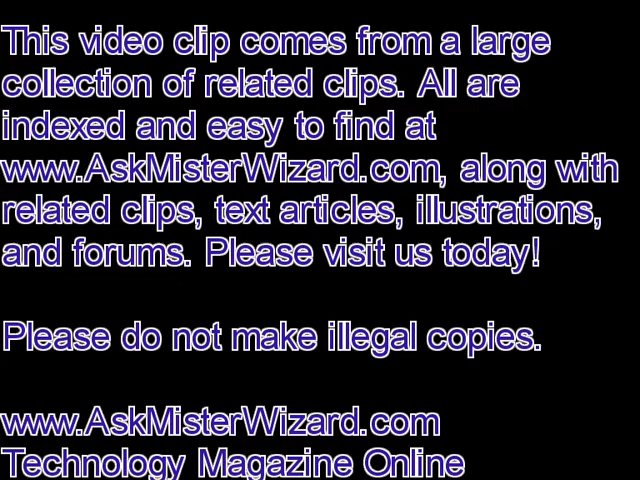 This video clip comes from a large
collection of related clips. All are
indexed and easy to find at
www.AskMisterWizard.com, along with
related clips, text articles, illustrations,
and forums. Please visit us today!
Please do not make illegal copies.
www.AskMisterWizard.com
Technology Magazine Online